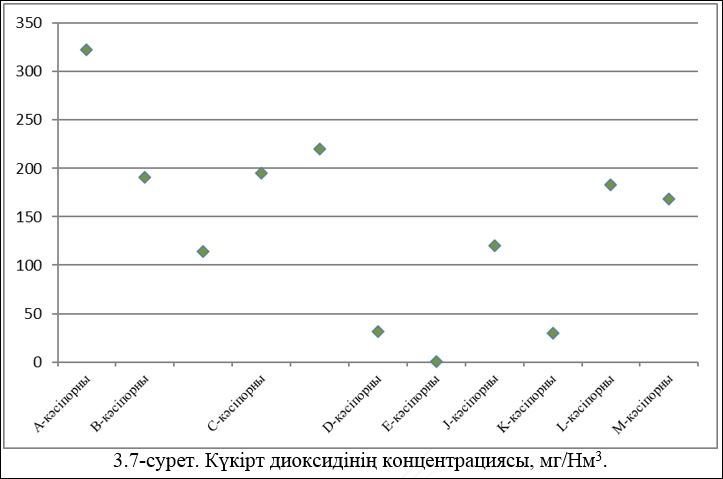 350
300
250
200
150
100
50
0
А-кәсіпорны
В-кәсіпорны
С-кәсіпорны
D-кәсіпорны
Е-кәсіпорны
J-кәсіпорны
К-кәсіпорны
L-кәсіпорны
М-кәсіпорны
3.7-сурет. Күкірт диоксидінің концентрациясы, мг/Нм³.